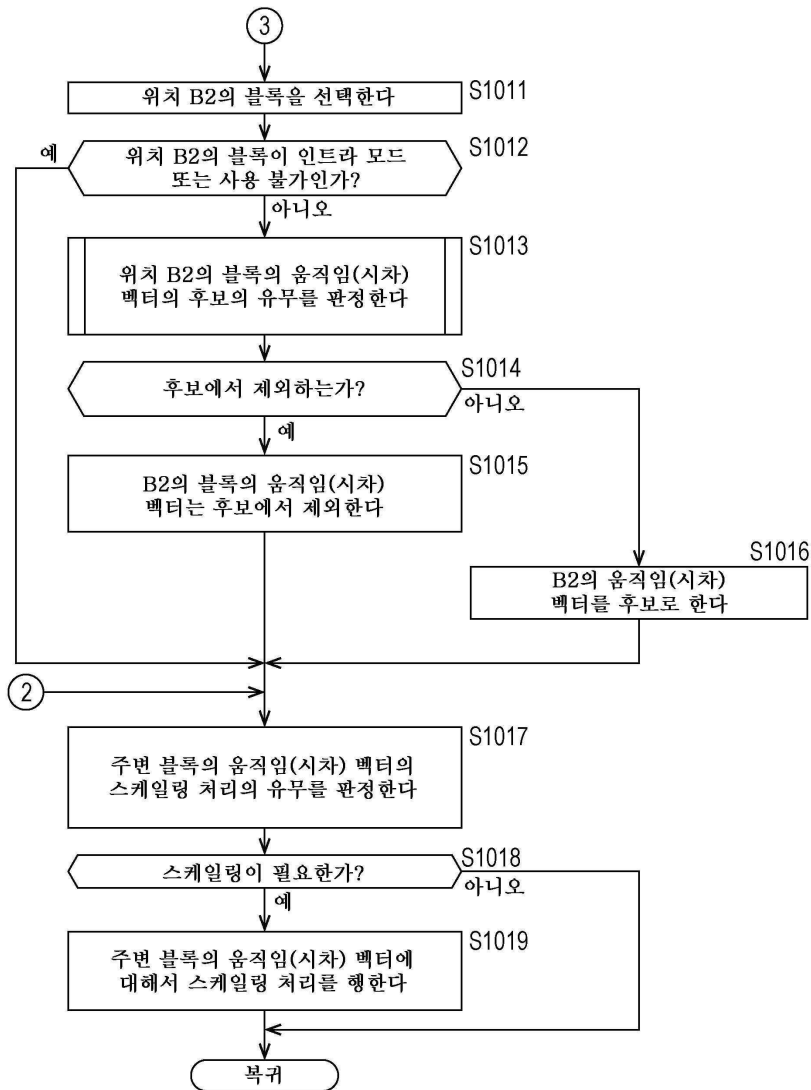 3
위치 B2의 블록을 선택한다
S1011
위치 B2의 블록이 인트라 모드
또는 사용 불가인가?
S1012
예
아니오
위치 B2의 블록의 움직임(시차)
벡터의 후보의 유무를 판정한다
S1013
후보에서 제외하는가?
S1014
아니오
예
B2의 블록의 움직임(시차)
벡터는 후보에서 제외한다
S1015
S1016
B2의 움직임(시차)
벡터를 후보로 한다
2
주변 블록의 움직임(시차) 벡터의
스케일링 처리의 유무를 판정한다
S1017
스케일링이 필요한가?
S1018
아니오
예
주변 블록의 움직임(시차) 벡터에
대해서 스케일링 처리를 행한다
S1019
복귀